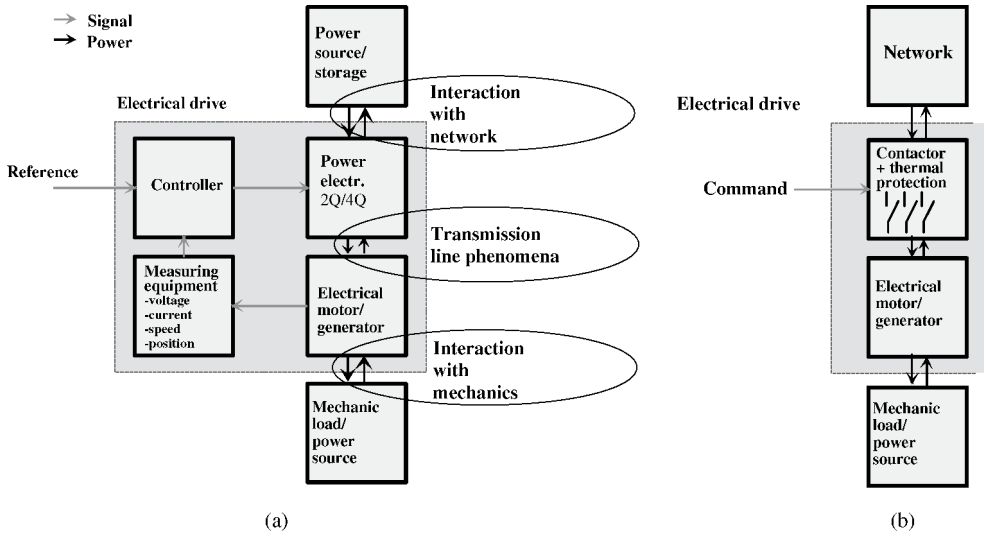 Signal
Power
Power
source/
storage
Interaction
with
network
Electrical drive
Reference
Controller
Power
electr.
2Q/4Q
Transmission
line phenomena
Measuring
equipment
-voltage
-current
-speed
-position
Electrical
motor/
generator
Interaction
with
mechanics
Mechanic
load/
power
source
(a)
Network
Electrical drive
Command
Contactor
+ thermal
protection
Electrical
motor/
generator
Mechanic
load/
power
source
(b)